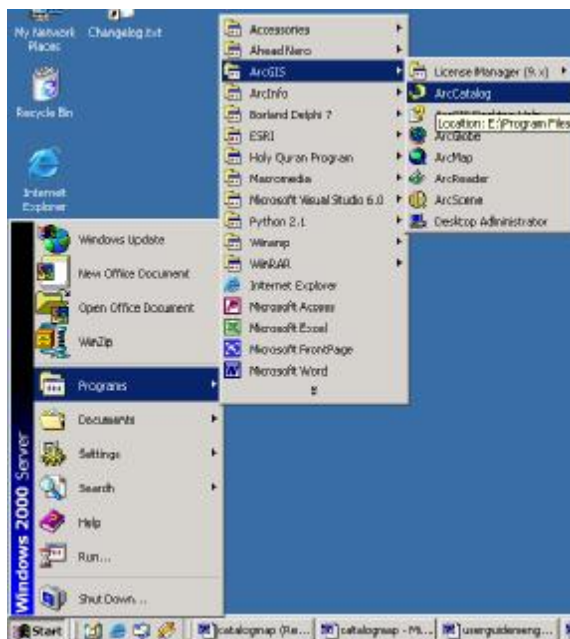 My Network Places
Changelog.txt
Recycle Bin
Internet Explorer
Accessories
Ahead Nero
ArcGIS
ArcInfo
Borland Delphi 7
ESRI
Holy Quran Program
Macromedia
Microsoft Visual Studio 6.0
Python 2.1
Winamp
WinRAR
Internet Explorer
Microsoft Access
Microsoft Excel
Microsoft FrontPage
Microsoft Word
License Manager (9.x)
ArcCatalog
Location: E:\Program Files
ArcGlobe
ArcMap
ArcReader
ArcScene
Desktop Administrator
Windows Update
New Office Document
Open Office Document
WinZip
Programs
Documents
Settings
Search
Help
Run...
Shut Down...
Windows 2000 Server
Start
catalogmap (Re...
cattalogmap - Mi...
userguidenseng...